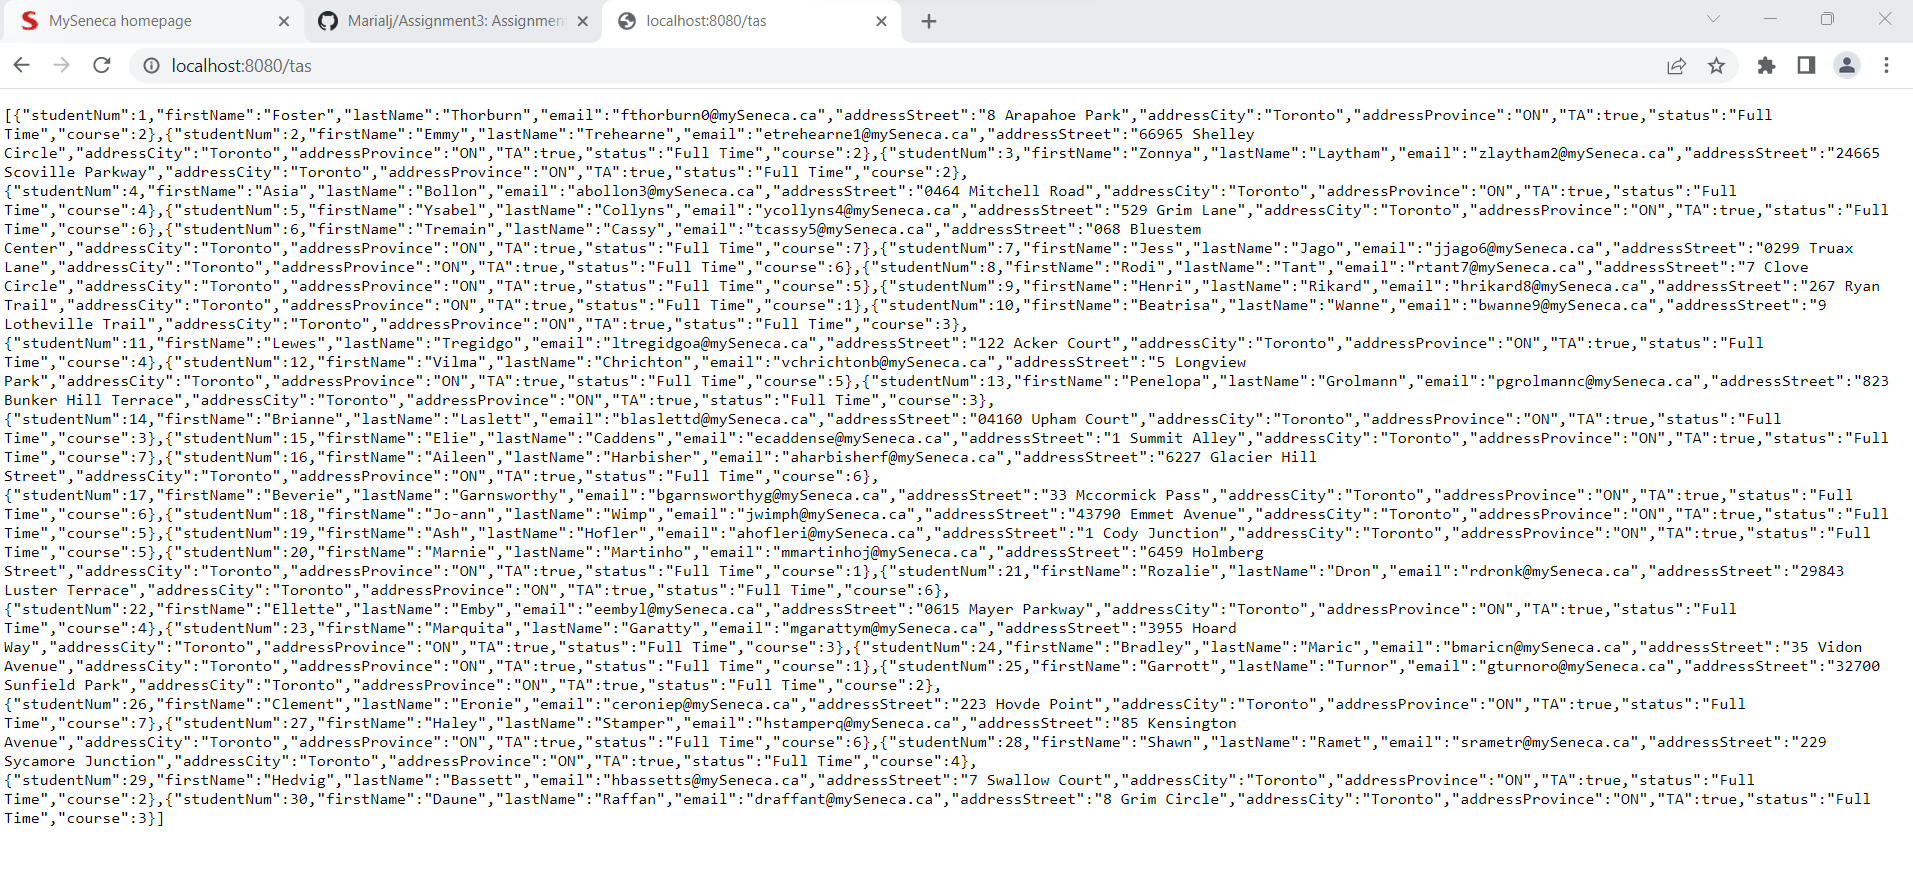 MySeneca homepage
Marialj/Assignment3: Assignmen
localhost:8080/tas
localhost:8080/tas
[{"studentNum":1,"firstName":"Foster","lastName":"Thorburn","email":"fthorburn0@mySeneca.ca","addressStreet":"8 Arapahoe Park","addressCity":"Toronto","addressProvince":"ON","TA":true,"status":"Full
Time","course":2},{"studentNum":2,"firstName":"Emmy","lastName":"Trehearne","email":"etrehearne1@mySeneca.ca","addressStreet":"66965 Shelley
Circle","addressCity":"Toronto","addressProvince":"ON","TA":true,"status":"Full Time","course":2},{"studentNum":3,"firstName":"Zonnya","lastName":"Laytham","email":"zlaytham2@mySeneca.ca","addressStreet":"24665
Scoville Parkway","addressCity":"Toronto","addressProvince":"ON","TA":true,"status":"Full Time","course":2},
{"studentNum":4,"firstName":"Asia","lastName":"Bollon","email":"abollon3@mySeneca.ca","addressStreet":"0464 Mitchell Road","addressCity":"Toronto","addressProvince":"ON","TA":true,"status":"Full
Time","course":4},{"studentNum":5,"firstName":"Ysabel","lastName":"Collyns","email":"ycollyns4@mySeneca.ca","addressStreet":"529 Grim Lane","addressCity":"Toronto","addressProvince":"ON","TA":true,"status":"Full
Time","course":6},{"studentNum":6,"firstName":"Tremain","lastName":"Cassy","email":"tcassy5@mySeneca.ca","addressStreet":"068 Bluestem
Center","addressCity":"Toronto","addressProvince":"ON","TA":true,"status":"Full Time","course":7},{"studentNum":7,"firstName":"Jess","lastName":"Jago","email":"jjago6@mySeneca.ca","addressStreet":"0299 Truax
Lane","addressCity":"Toronto","addressProvince":"ON","TA":true,"status":"Full Time","course":6},{"studentNum":8,"firstName":"Rodi","lastName":"Tant","email":"rtant7@mySeneca.ca","addressStreet":"7 Clove
Circle","addressCity":"Toronto","addressProvince":"ON","TA":true,"status":"Full Time","course":5},{"studentNum":9,"firstName":"Henri","lastName":"Rikard","email":"hrikard8@mySeneca.ca","addressStreet":"267 Ryan
Trail","addressCity":"Toronto","addressProvince":"ON","TA":true,"status":"Full Time","course":1},{"studentNum":10,"firstName":"Beatrisa","lastName":"Wanne","email":"bwanne9@mySeneca.ca","addressStreet":"9
Lotheville Trail","addressCity":"Toronto","addressProvince":"ON","TA":true,"status":"Full Time","course":3},
{"studentNum":11,"firstName":"Lewes","lastName":"Tregidgo","email":"ltregidgoa@mySeneca.ca","addressStreet":"122 Acker Court","addressCity":"Toronto","addressProvince":"ON","TA":true,"status":"Full
Time","course":4},{"studentNum":12,"firstName":"Vilma","lastName":"Chrichton","email":"vchrichtonb@mySeneca.ca","addressStreet":"5 Longview
Park","addressCity":"Toronto","addressProvince":"ON","TA":true,"status":"Full Time","course":5},{"studentNum":13,"firstName":"Penelopa","lastName":"Grolmann","email":"pgrolmannc@mySeneca.ca","addressStreet":"823
Bunker Hill Terrace","addressCity":"Toronto","addressProvince":"ON","TA":true,"status":"Full Time","course":3},
{"studentNum":14,"firstName":"Brianne","lastName":"Laslett","email":"blaslettd@mySeneca.ca","addressStreet":"04160 Upham Court","addressCity":"Toronto","addressProvince":"ON","TA":true,"status":"Full
Time","course":3},{"studentNum":15,"firstName":"Elie","lastName":"Caddens","email":"ecaddense@mySeneca.ca","addressStreet":"1 Summit Alley","addressCity":"Toronto","addressProvince":"ON","TA":true,"status":"Full
Time","course":7},{"studentNum":16,"firstName":"Aileen","lastName":"Harbisher","email":"aharbisherf@mySeneca.ca","addressStreet":"6227 Glacier Hill
Street","addressCity":"Toronto","addressProvince":"ON","TA":true,"status":"Full Time","course":6},
{"studentNum":17,"firstName":"Beverie","lastName":"Garnsworthy","email":"bgarnsworthyg@mySeneca.ca","addressStreet":"33 Mccormick Pass","addressCity":"Toronto","addressProvince":"ON","TA":true,"status":"Full
Time","course":6},{"studentNum":18,"firstName":"Jo-ann","lastName":"Wimp","email":"jwimph@mySeneca.ca","addressStreet":"43790 Emmet Avenue","addressCity":"Toronto","addressProvince":"ON","TA":true,"status":"Full
Time","course":5},{"studentNum":19,"firstName":"Ash","lastName":"Hofler","email":"ahofleri@mySeneca.ca","addressStreet":"1 Cody Junction","addressCity":"Toronto","addressProvince":"ON","TA":true,"status":"Full
Time","course":5},{"studentNum":20,"firstName":"Marnie","lastName":"Martinho","email":"mmartinhoj@mySeneca.ca","addressStreet":"6459 Holmberg
Street","addressCity":"Toronto","addressProvince":"ON","TA":true,"status":"Full Time","course":1},{"studentNum":21,"firstName":"Rozalie","lastName":"Dron","email":"rdronk@mySeneca.ca","addressStreet":"29843
Luster Terrace","addressCity":"Toronto","addressProvince":"ON","TA":true,"status":"Full Time","course":6},
{"studentNum":22,"firstName":"Ellette","lastName":"Emby","email":"eembyl@mySeneca.ca","addressStreet":"0615 Mayer Parkway","addressCity":"Toronto","addressProvince":"ON","TA":true,"status":"Full
Time","course":4},{"studentNum":23,"firstName":"Marquita","lastName":"Garatty","email":"mgarattym@mySeneca.ca","addressStreet":"3955 Hoard
Way","addressCity":"Toronto","addressProvince":"ON","TA":true,"status":"Full Time","course":3},{"studentNum":24,"firstName":"Bradley","lastName":"Maric","email":"bmaricn@mySeneca.ca","addressStreet":"35 Vidon
Avenue","addressCity":"Toronto","addressProvince":"ON","TA":true,"status":"Full Time","course":1},{"studentNum":25,"firstName":"Garrott","lastName":"Turnor","email":"gturnoro@mySeneca.ca","addressStreet":"32700
Sunfield Park","addressCity":"Toronto","addressProvince":"ON","TA":true,"status":"Full Time","course":2},
{"studentNum":26,"firstName":"Clement","lastName":"Eronie","email":"ceroniep@mySeneca.ca","addressStreet":"223 Hovde Point","addressCity":"Toronto","addressProvince":"ON","TA":true,"status":"Full
Time","course":7},{"studentNum":27,"firstName":"Haley","lastName":"Stamper","email":"hstamperq@mySeneca.ca","addressStreet":"85 Kensington
Avenue","addressCity":"Toronto","addressProvince":"ON","TA":true,"status":"Full Time","course":6},{"studentNum":28,"firstName":"Shawn","lastName":"Ramet","email":"srametr@mySeneca.ca","addressStreet":"229
Sycamore Junction","addressCity":"Toronto","addressProvince":"ON","TA":true,"status":"Full Time","course":4},
{"studentNum":29,"firstName":"Hedvig","lastName":"Bassett","email":"hbassetts@mySeneca.ca","addressStreet":"7 Swallow Court","addressCity":"Toronto","addressProvince":"ON","TA":true,"status":"Full
Time","course":2},{"studentNum":30,"firstName":"Daune","lastName":"Raffan","email":"draffant@mySeneca.ca","addressStreet":"8 Grim Circle","addressCity":"Toronto","addressProvince":"ON","TA":true,"status":"Full
Time","course":3}]